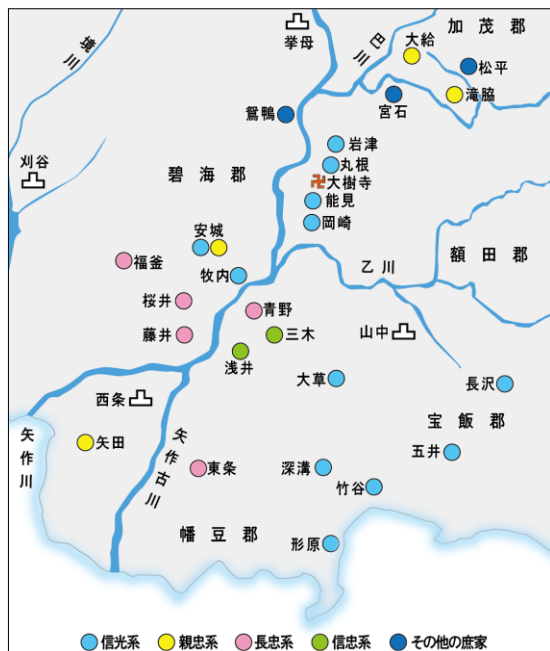 加茂郡
大給
挙母
巴川
境川
松平
滝脇
宮石
鴛鴨
岩津
丸根
刈谷
碧海郡
大樹寺
能見
岡崎
安城
額田郡
乙川
福釜
牧内
桜井
青野
藤井
三木
山中
浅井
大草
長沢
西条
宝飯郡
矢作川
矢田
矢作古川
五井
東条
深溝
竹谷
幡豆郡
形原
信光系 親忠系 長忠系 信忠系 その他の庶家